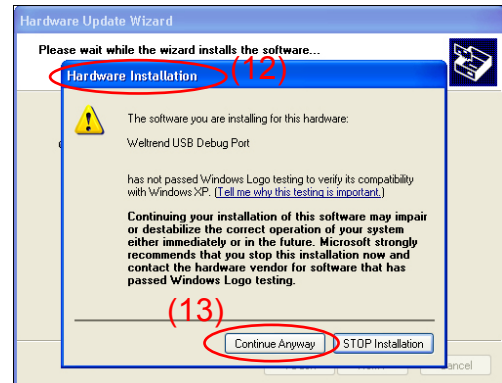 Hardware Update Wizard
Please wait while the wizard installs the software...
Hardware Installation
(12)
The software you are installing for this hardware:
Weltrend USB Debug Port
has not passed Windows Logo testing to verify its compatibility
with Windows XP. (Tell me why this testing is important.)
Continuing your installation of this software may impair
or destabilize the correct operation of your system
either immediately or in the future. Microsoft strongly
recommends that you stop this installation now and
contact the hardware vendor for software that has
passed Windows Logo testing.
(13)
Continue Anyway
STOP Installation